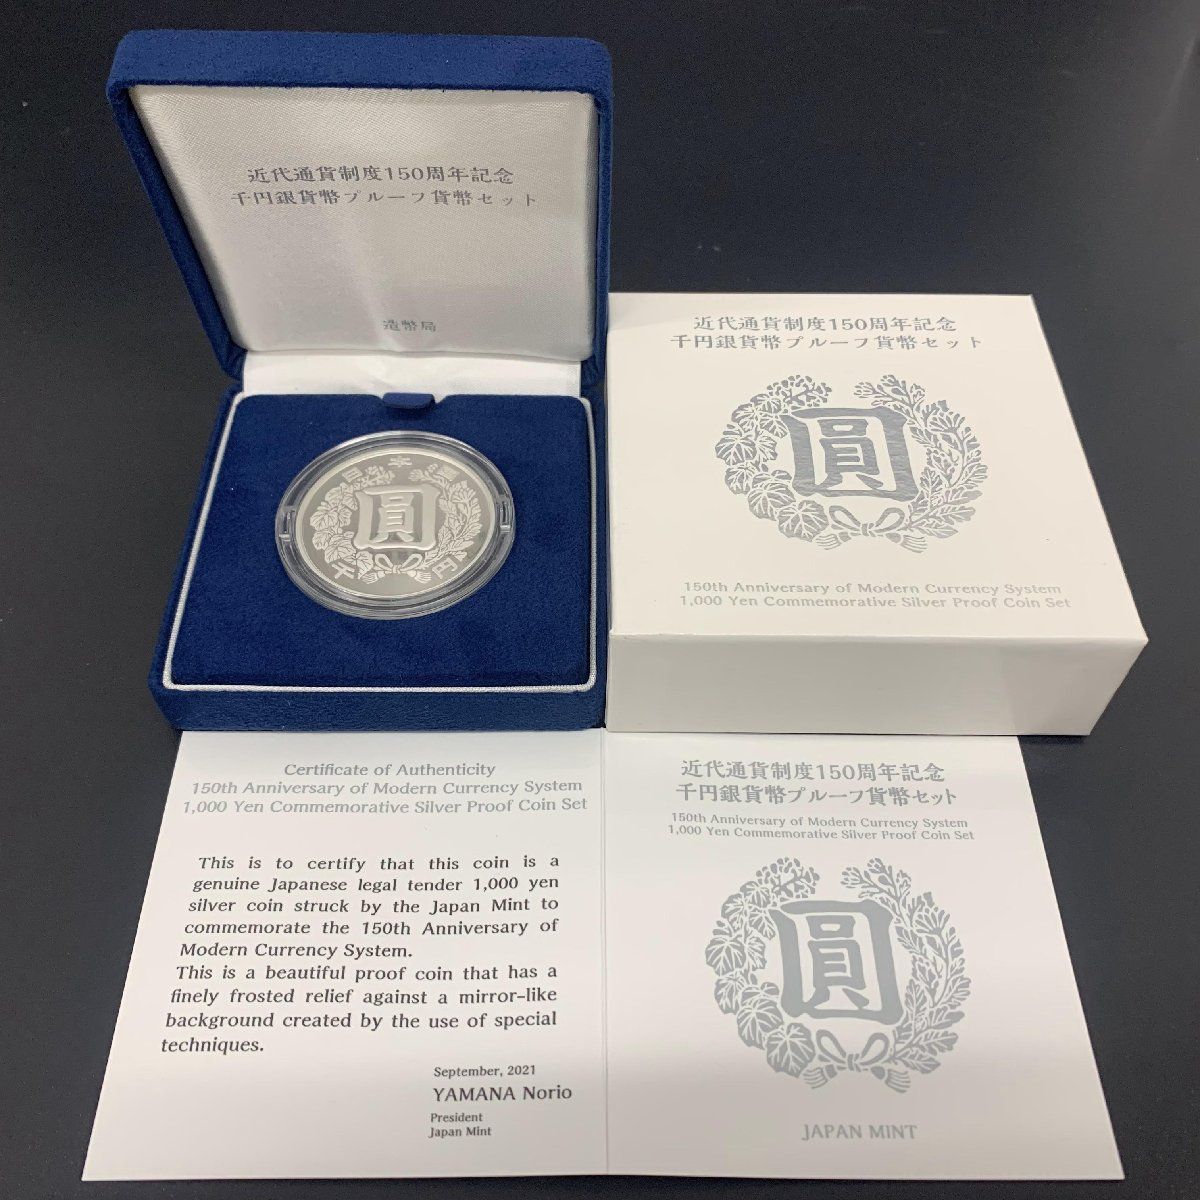 近代通貨制度150周年記念
千円銀貨幣プルーフ貨幣セット
造幣局
日本国
圓
千円
近代通貨制度150周年記念
千円銀貨幣プルーフ貨幣セット
圓
150th Anniversary of Modern Currency System
1,000 Yen Commemorative Silver Proof Coin Set
Certificate of Authenticity
150th Anniversary of Modern Currency System
1,000 Yen Commemorative Silver Proof Coin Set
This is to certify that this coin is a
genuine Japanese legal tender 1,000 yen
silver coin struck by the Japan Mint to
commemorate the 150th Anniversary of
Modern Currency System.
This is a beautiful proof coin that has a
finely frosted relief against a mirror-like
background created by the use of special
techniques.
September, 2021
YAMANA Norio
President
Japan Mint
近代通貨制度150周年記念
千円銀貨幣プルーフ貨幣セット
150th Anniversary of Modern Currency System
1,000 Yen Commemorative Silver Proof Coin Set
圓
JAPAN MINT